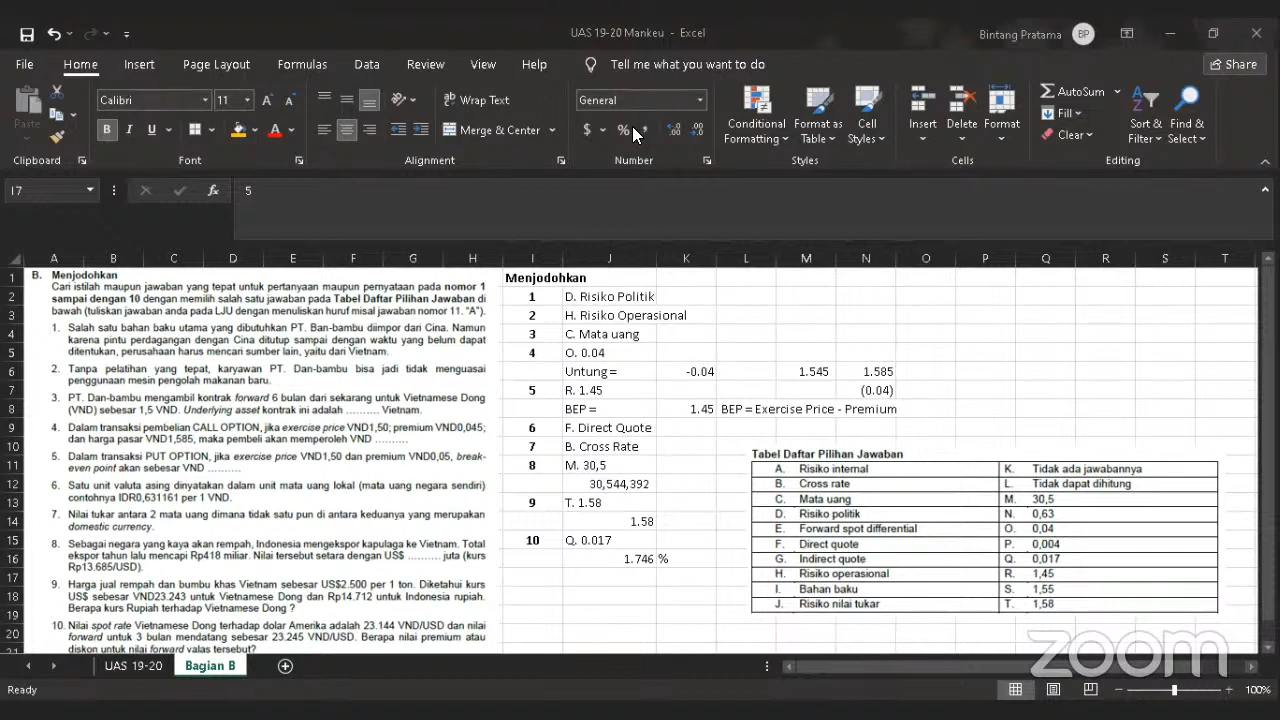 UAS 19-20 Mankeu - Excel
Bintang Pratama
BP
File Home Insert Page Layout Formulas Data Review View Help Tell me what you want to do Share
Paste
Calibri 11
B I U
Wrap Text
Merge & Center
General
$ %
Conditional Formatting
Format as Table
Cell Styles
Insert Delete Format
AutoSum
Fill
Clear
Sort & Filter
Find & Select
Clipboard Font Alignment Number Styles Cells Editing
I7 fx 5
A B C D E F G H I J K L M N O P Q R S T
1
2
3
4
5
6
7
8
9
10
11
12
13
14
15
16
17
18
19
20
21
B. Menjodohkan
Cari istilah maupun jawaban yang tepat untuk pertanyaan maupun pernyataan pada nomor 1
sampai dengan 10 dengan memilih salah satu jawaban pada Tabel Daftar Pilihan Jawaban di
bawah (tuliskan jawaban anda pada LJU dengan menuliskan huruf misal jawaban nomor 11. "A").
1. Salah satu bahan baku utama yang dibutuhkan PT. Ban-bambu diimpor dari Cina. Namun
karena pintu perdagangan dengan Cina ditutup sampai dengan waktu yang belum dapat
ditentukan, perusahaan harus mencari sumber lain, yaitu dari Vietnam.
2. Tanpa pelatihan yang tepat, karyawan PT. Dan-bambu bisa jadi tidak menguasai
penggunaan mesin pengolah makanan baru.
3. PT. Dan-bambu mengambil kontrak forward 6 bulan dari sekarang untuk Vietnamese Dong
(VND) sebesar 1,5 VND. Underlying asset kontrak ini adalah .......... Vietnam.
4. Dalam transaksi pembelian CALL OPTION, jika exercise price VND1,50; premium VND0,045;
dan harga pasar VND1,585, maka pembeli akan memperoleh VND ..........
5. Dalam transaksi PUT OPTION, jika exercise price VND1,50 dan premium VND0,05, break-
even point akan sebesar VND ..........
6. Satu unit valuta asing dinyatakan dalam unit mata uang lokal (mata uang negara sendiri)
contohnya IDR0,631161 per 1 VND.
7. Nilai tukar antara 2 mata uang dimana tidak satu pun di antara keduanya yang merupakan
domestic currency.
8. Sebagai negara yang kaya akan rempah, Indonesia mengekspor kapulaga ke Vietnam. Total
ekspor tahun lalu mencapi Rp418 miliar. Nilai tersebut setara dengan US$ .......... juta (kurs
Rp13.685/USD).
9. Harga jual rempah dan bumbu khas Vietnam sebesar US$2.500 per 1 ton. Diketahui kurs
US$ sebesar VND23.243 untuk Vietnamese Dong dan Rp14.712 untuk Indonesia rupiah.
Berapa kurs Rupiah terhadap Vietnamese Dong ?
10. Nilai spot rate Vietnamese Dong terhadap dolar Amerika adalah 23.144 VND/USD dan nilai
forward untuk 3 bulan mendatang sebesar 23.245 VND/USD. Berapa nilai premium atau
diskon untuk nilai forward valas tersebut?
Menjodohkan
1 D. Risiko Politik
2 H. Risiko Operasional
3 C. Mata uang
4 O. 0.04
Untung = -0.04 1.545 1.585
5 R. 1.45 (0.04)
BEP = 1.45 BEP = Exercise Price - Premium
6 F. Direct Quote
7 B. Cross Rate
8 M. 30,5
30,544,392
9 T. 1.58
1.58
10 Q. 0.017
1.746 %
Tabel Daftar Pilihan Jawaban
A. Risiko internal K. Tidak ada jawabannya
B. Cross rate L. Tidak dapat dihitung
C. Mata uang M. 30,5
D. Risiko politik N. 0,63
E. Forward spot differential O. 0,04
F. Direct quote P. 0,004
G. Indirect quote Q. 0,017
H. Risiko operasional R. 1,45
I. Bahan baku S. 1,55
J. Risiko nilai tukar T. 1,58
zoom
UAS 19-20 Bagian B
Ready
100%